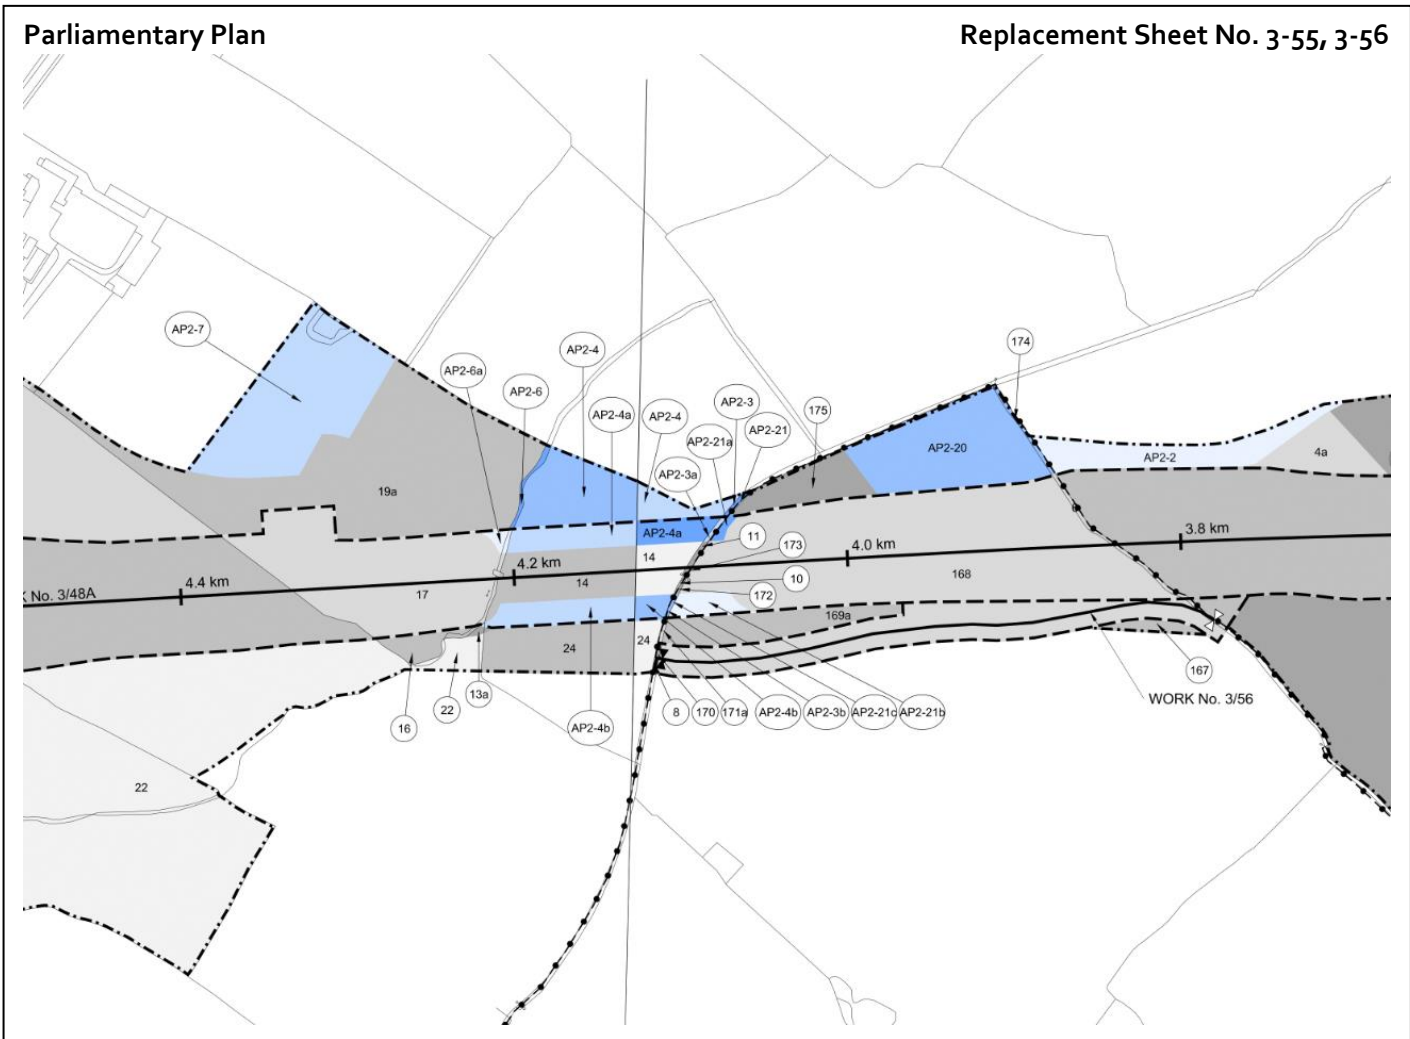 Parliamentary Plan
Replacement Sheet No. 3-55, 3-56
AP2-7
AP2-4
174
AP2-6a
AP2-6
AP2-4a
AP2-4
AP2-3
175
AP2-21
AP2-21a
AP2-3a
AP2-20
AP2-2
4a
19a
AP2-4a
11
14
173
4.0 km
3.8 km
4.2 km
14
10
168
4.4 km
K No. 3/48A
17
172
169a
24
24
167
16
22
13a
AP2-4b
8
170
171a
AP2-4b
AP2-3b
AP2-21c
AP2-21b
WORK No. 3/56
22